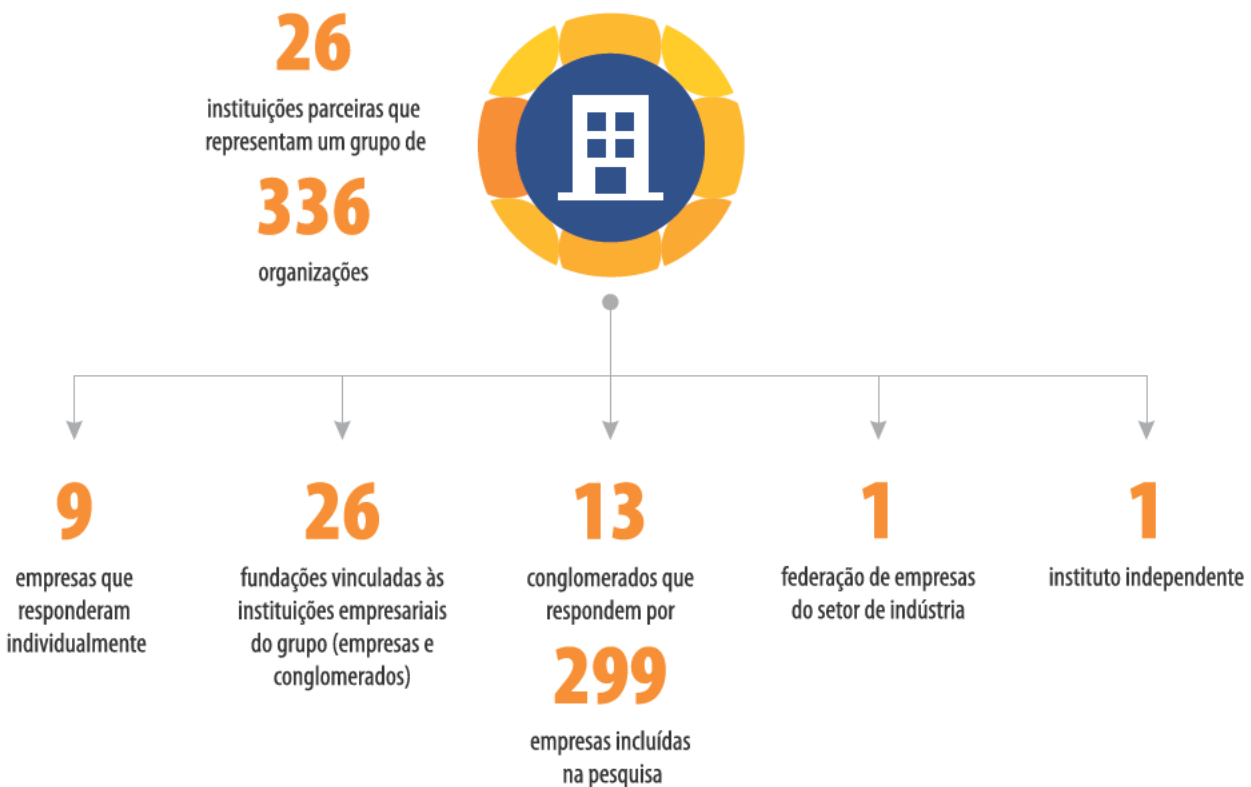 26
instituições parceiras que
representam um grupo de
336
organizações
9
empresas que
responderam
individualmente
26
fundações vinculadas às
instituições empresariais
do grupo (empresas e
conglomerados)
13
conglomerados que
respondem por
299
empresas incluídas
na pesquisa
1
federação de empresas
do setor de indústria
1
instituto independente